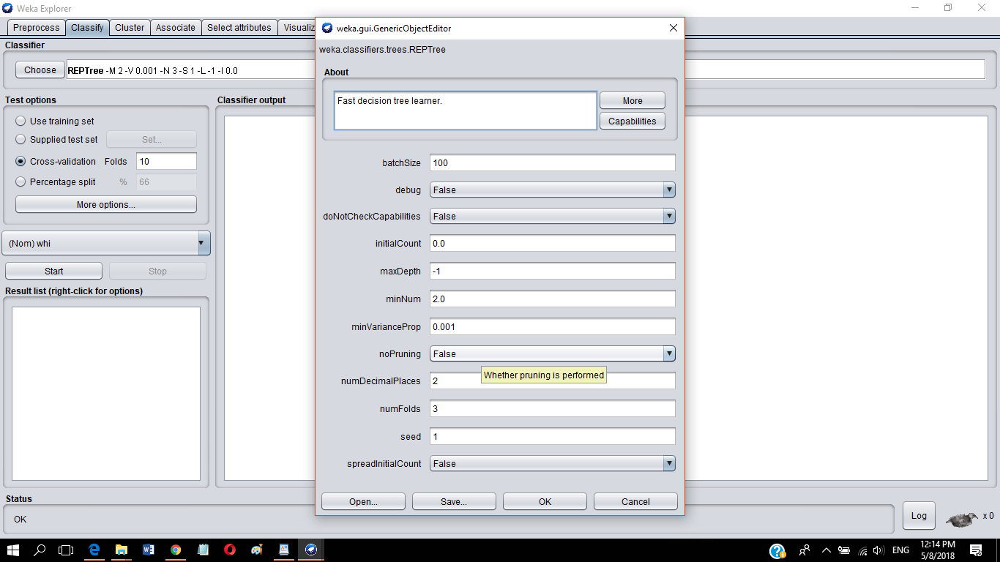 Weka Explorer
Preprocess Classify Cluster Associate Select attributes Visualiz
Classifier
Choose REPTree -M 2 -V 0.001 -N 3 -S 1 -L -1 -I 0.0
Test options
Use training set
Supplied test set Set...
Cross-validation Folds 10
Percentage split % 66
More options...
(Nom) whi
Start Stop
Result list (right-click for options)
Classifier output
weka.gui.GenericObjectEditor
weka.classifiers.trees.REPTree
About
Fast decision tree learner.
More
Capabilities
batchSize 100
debug False
doNotCheckCapabilities False
initialCount 0.0
maxDepth -1
minNum 2.0
minVarianceProp 0.001
noPruning False
Whether pruning is performed
numDecimalPlaces 2
numFolds 3
seed 1
spreadInitialCount False
Open... Save... OK Cancel
Status
OK
Log x 0
ENG 12:14 PM
5/8/2018